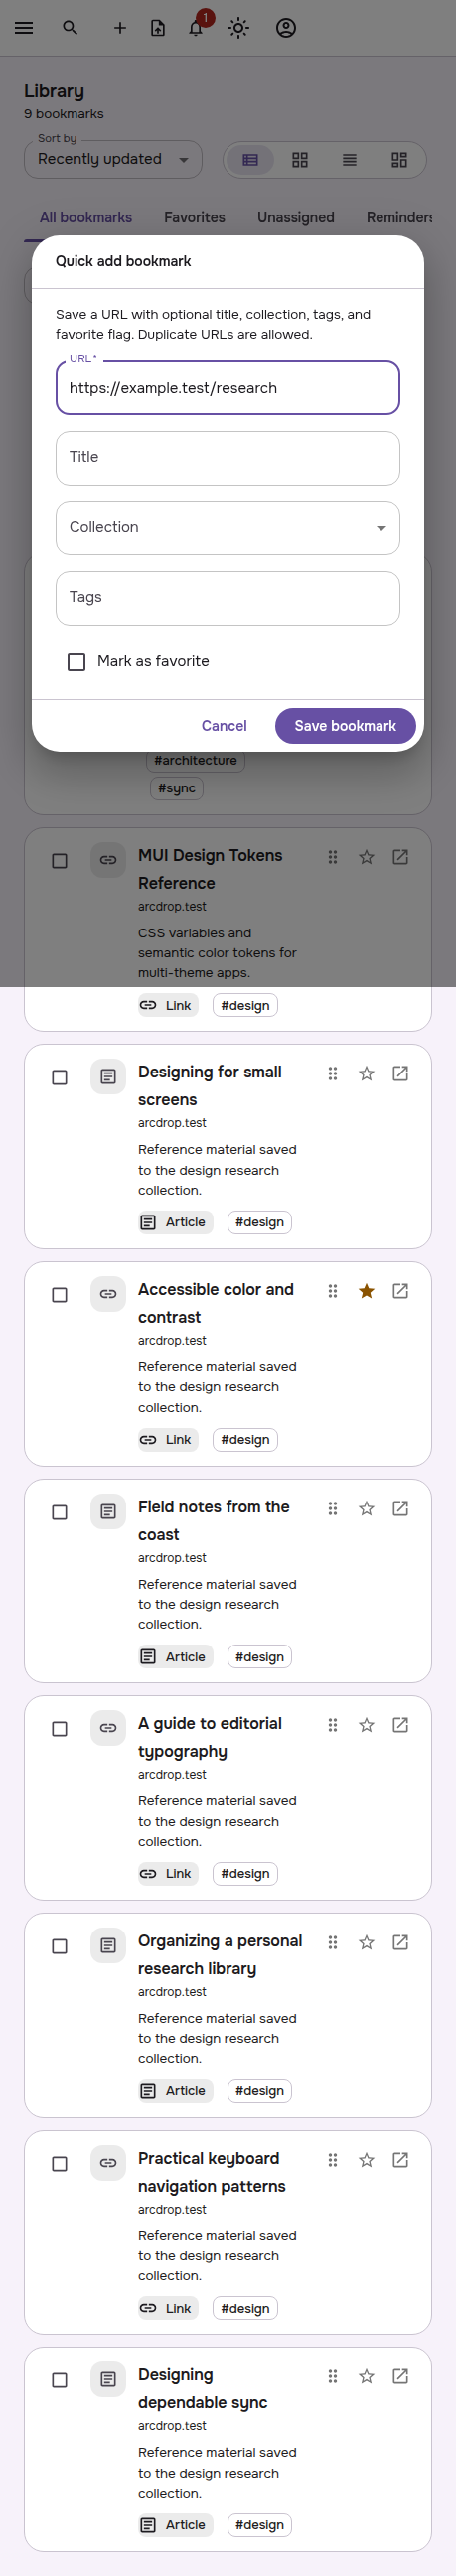 1
Library
9 bookmarks
Sort by
Recently updated
All bookmarks Favorites Unassigned Reminders
Quick add bookmark
Save a URL with optional title, collection, tags, and
favorite flag. Duplicate URLs are allowed.
URL *
https://example.test/research
Title
Collection
Tags
Mark as favorite
Cancel Save bookmark
#architecture
#sync
MUI Design Tokens
Reference
arcdrop.test
CSS variables and
semantic color tokens for
multi-theme apps.
Link #design
Designing for small
screens
arcdrop.test
Reference material saved
to the design research
collection.
Article #design
Accessible color and
contrast
arcdrop.test
Reference material saved
to the design research
collection.
Link #design
Field notes from the
coast
arcdrop.test
Reference material saved
to the design research
collection.
Article #design
A guide to editorial
typography
arcdrop.test
Reference material saved
to the design research
collection.
Link #design
Organizing a personal
research library
arcdrop.test
Reference material saved
to the design research
collection.
Article #design
Practical keyboard
navigation patterns
arcdrop.test
Reference material saved
to the design research
collection.
Link #design
Designing
dependable sync
arcdrop.test
Reference material saved
to the design research
collection.
Article #design